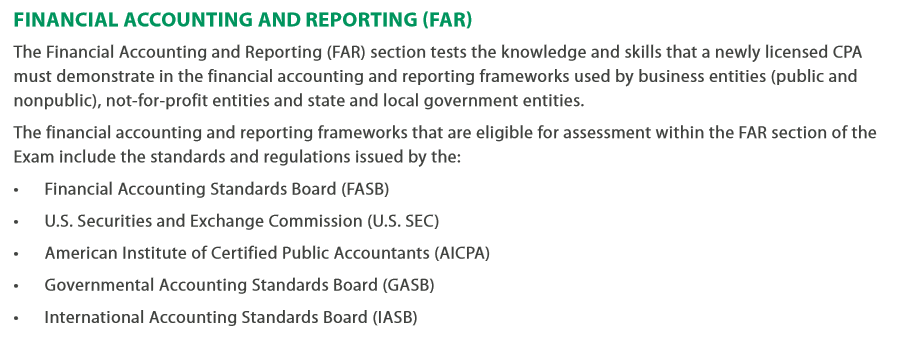 FINANCIAL ACCOUNTING AND REPORTING (FAR)
The Financial Accounting and Reporting (FAR) section tests the knowledge and skills that a newly licensed CPA
must demonstrate in the financial accounting and reporting frameworks used by business entities (public and
nonpublic), not-for-profit entities and state and local government entities.
The financial accounting and reporting frameworks that are eligible for assessment within the FAR section of the
Exam include the standards and regulations issued by the:
• Financial Accounting Standards Board (FASB)
• U.S. Securities and Exchange Commission (U.S. SEC)
• American Institute of Certified Public Accountants (AICPA)
• Governmental Accounting Standards Board (GASB)
• International Accounting Standards Board (IASB)